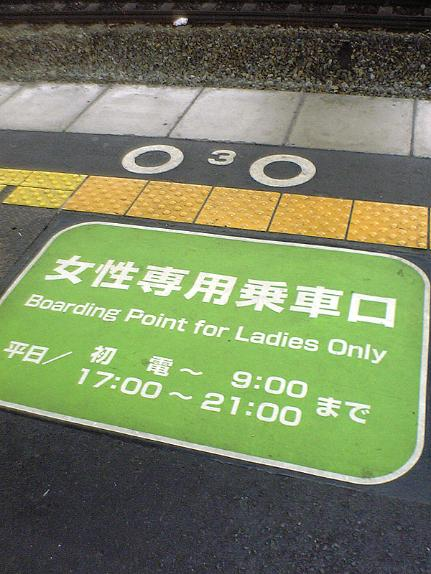 ○ 3 ○
女性専用乗車口
Boarding Point for Ladies Only
平日／ 初 電～ 9:00
17:00～21:00 まで